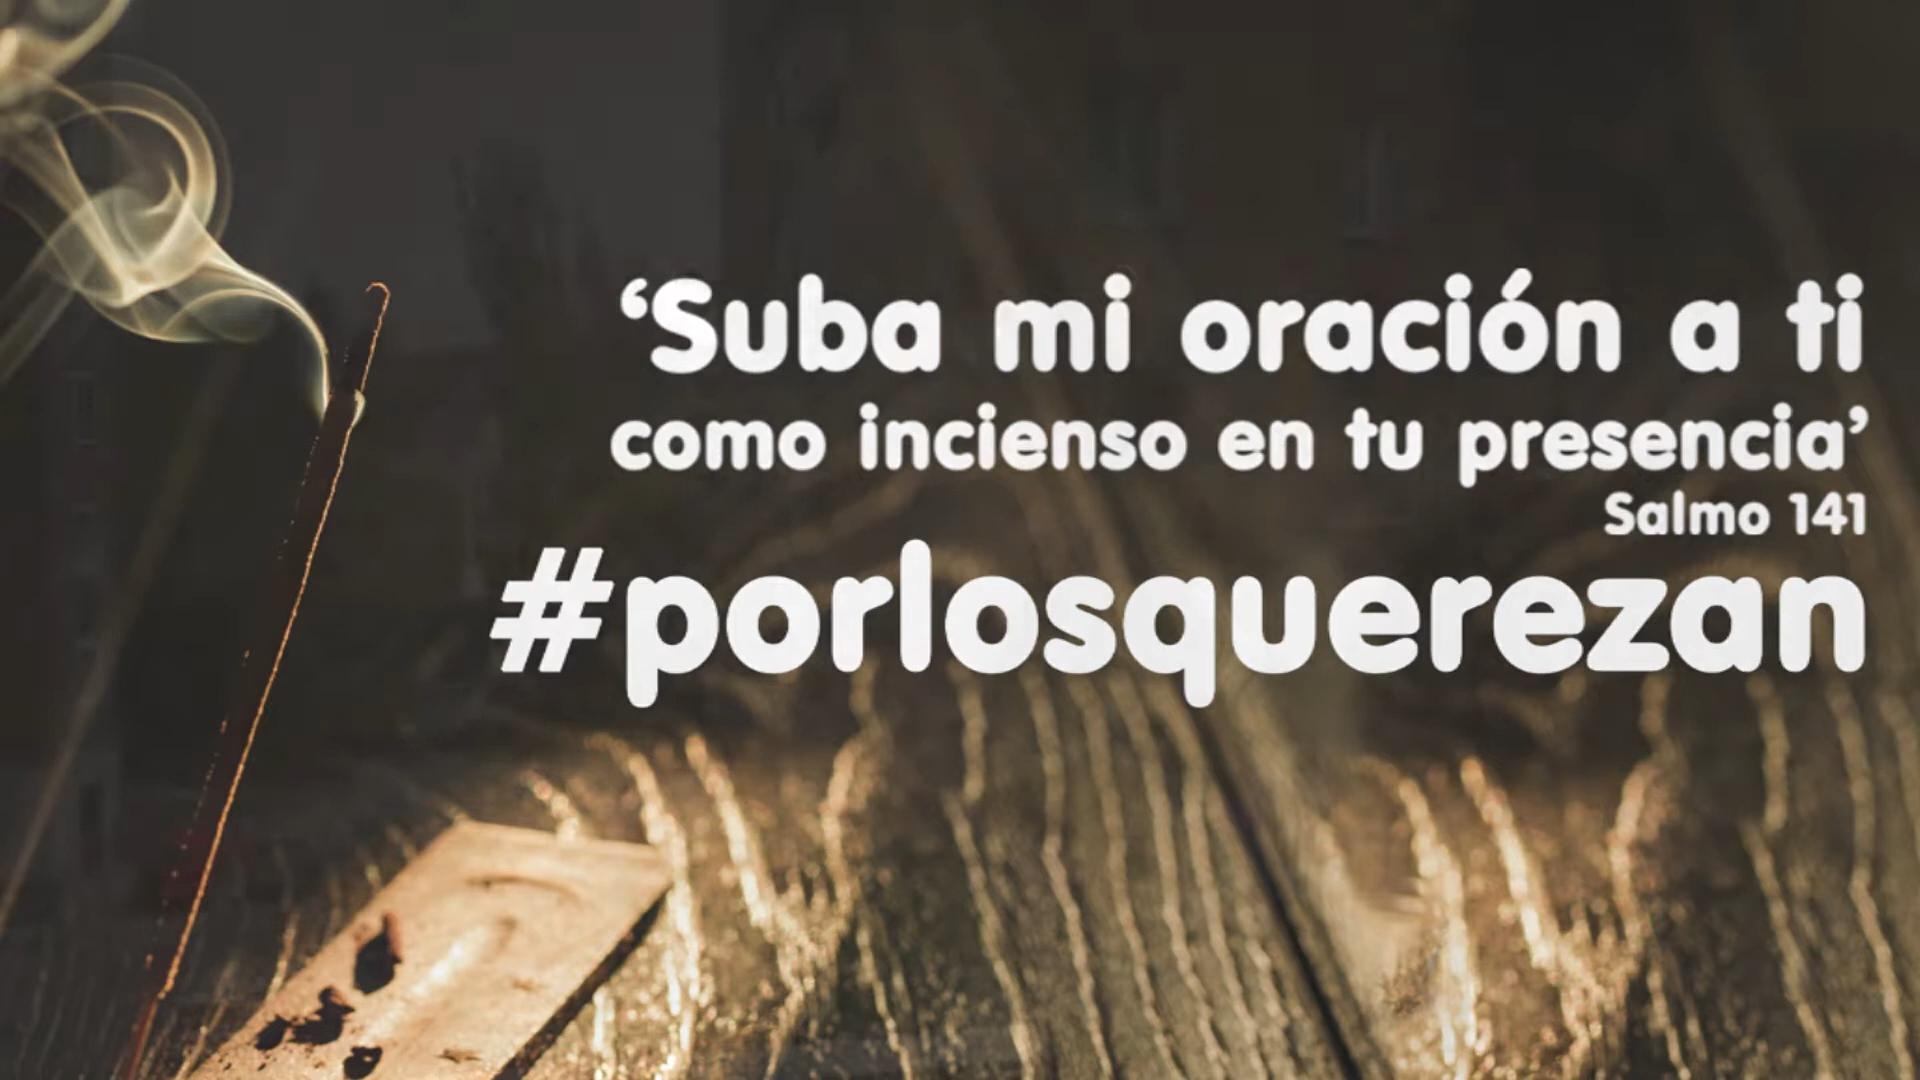 ‘Suba mi oración a ti
como incienso en tu presencia’
Salmo 141
#porlosquerezan